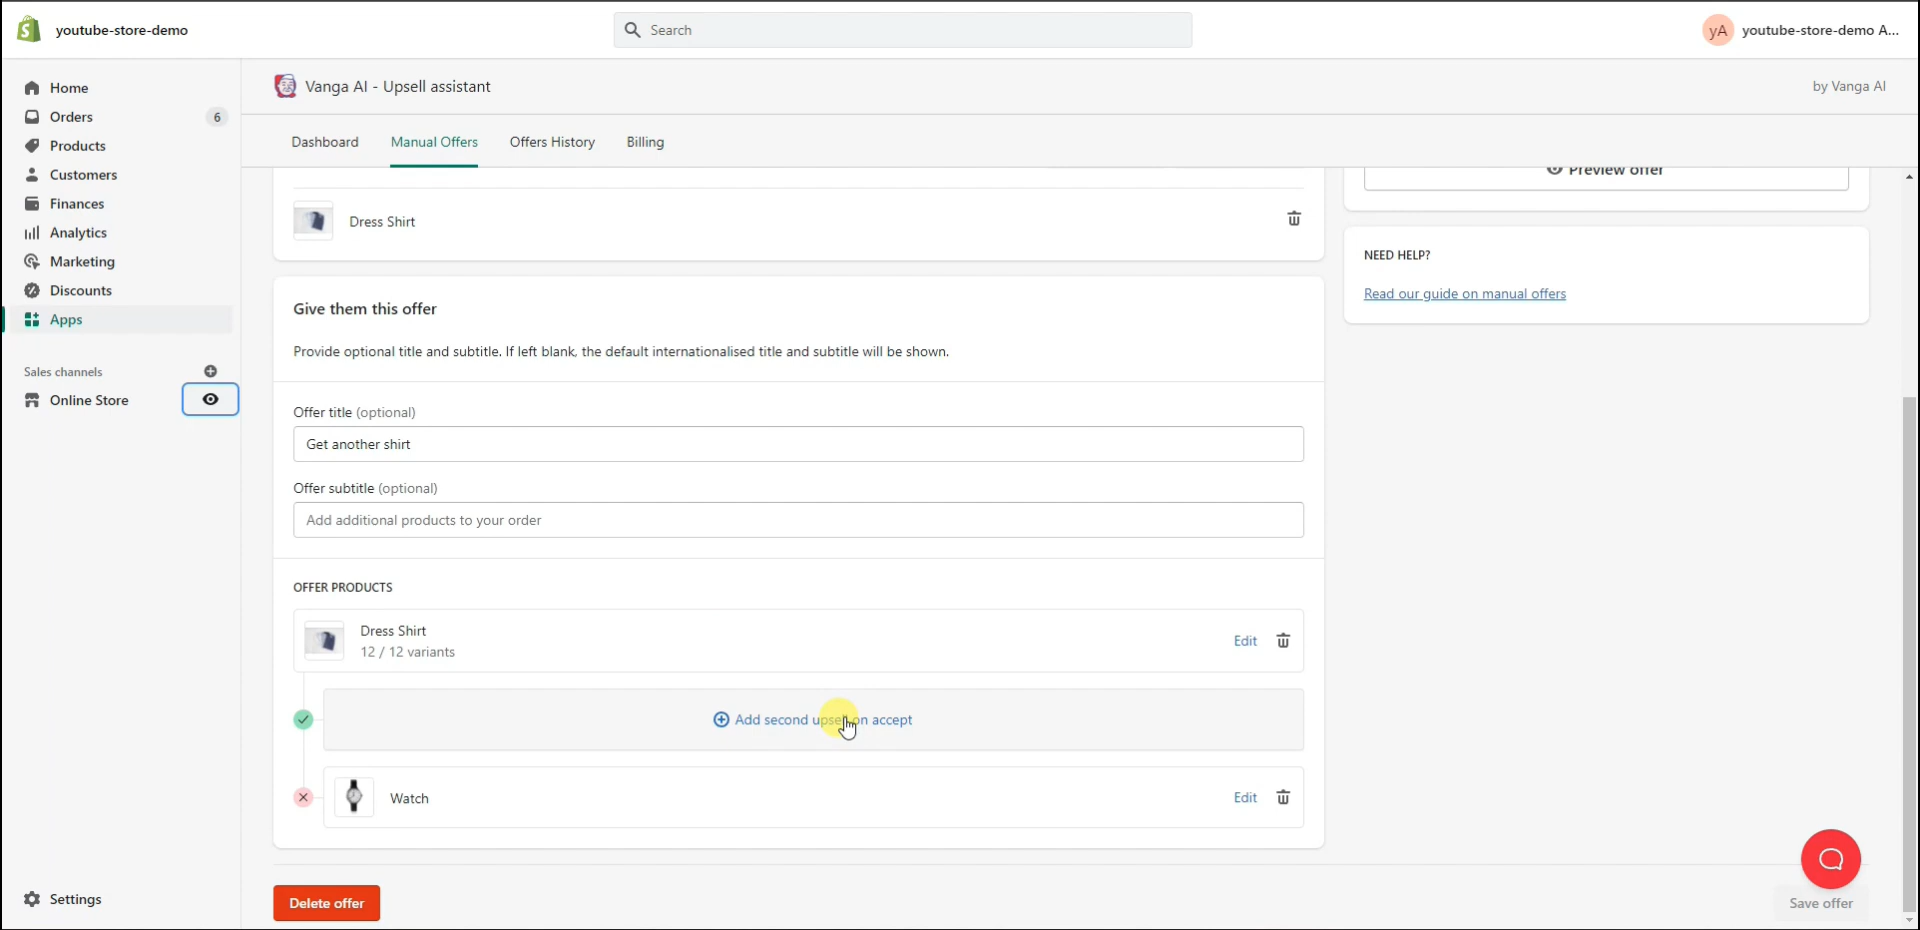 youtube-store-demo
Search
yA youtube-store-demo A...
Home
Orders 6
Products
Customers
Finances
Analytics
Marketing
Discounts
Apps
Sales channels
Online Store
Settings
Vanga AI - Upsell assistant
by Vanga AI
Dashboard Manual Offers Offers History Billing
Dress Shirt
Give them this offer
Provide optional title and subtitle. If left blank, the default internationalised title and subtitle will be shown.
Offer title (optional)
Get another shirt
Offer subtitle (optional)
Add additional products to your order
OFFER PRODUCTS
Dress Shirt
12 / 12 variants
Edit
Add second upsell on accept
Watch
Edit
Delete offer
Preview offer
NEED HELP?
Read our guide on manual offers
Save offer